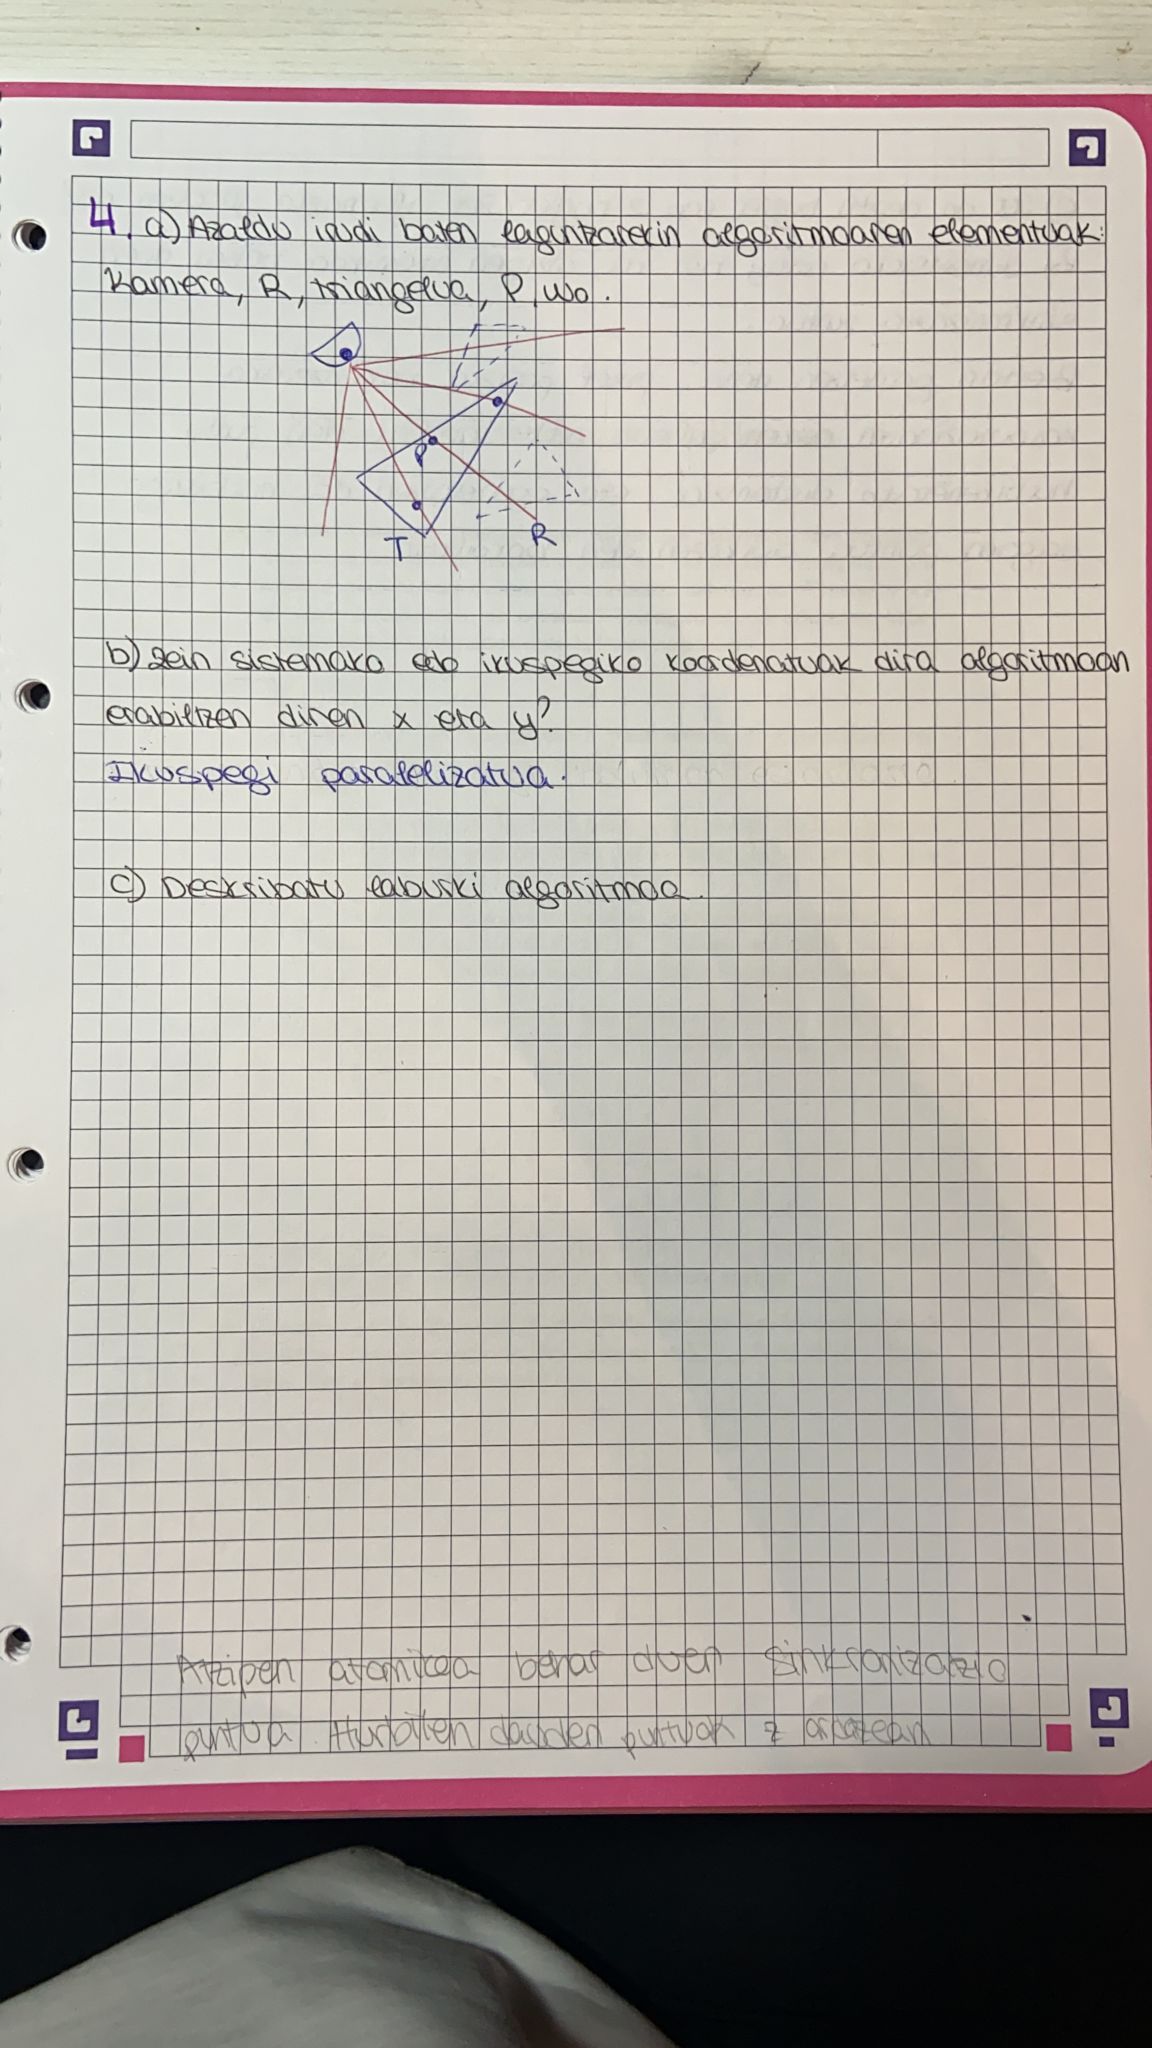 4. a) Azaldu irudi baten laguntzarekin algoritmoaren elementuak:
Kamera, R, triangelua, P, wo.
P
T
R
b) Zein sistemako edo ikuspegiko koordenatuak dira algoritmoan
erabiltzen diren x eta y?
Ikuspegi paralelizatua.
c) Deskribatu laburki algoritmoa.
Atzipen atomikoa behar duen sinkronizazio
puntua. Hurbilen dauden puntuak z ardatzean